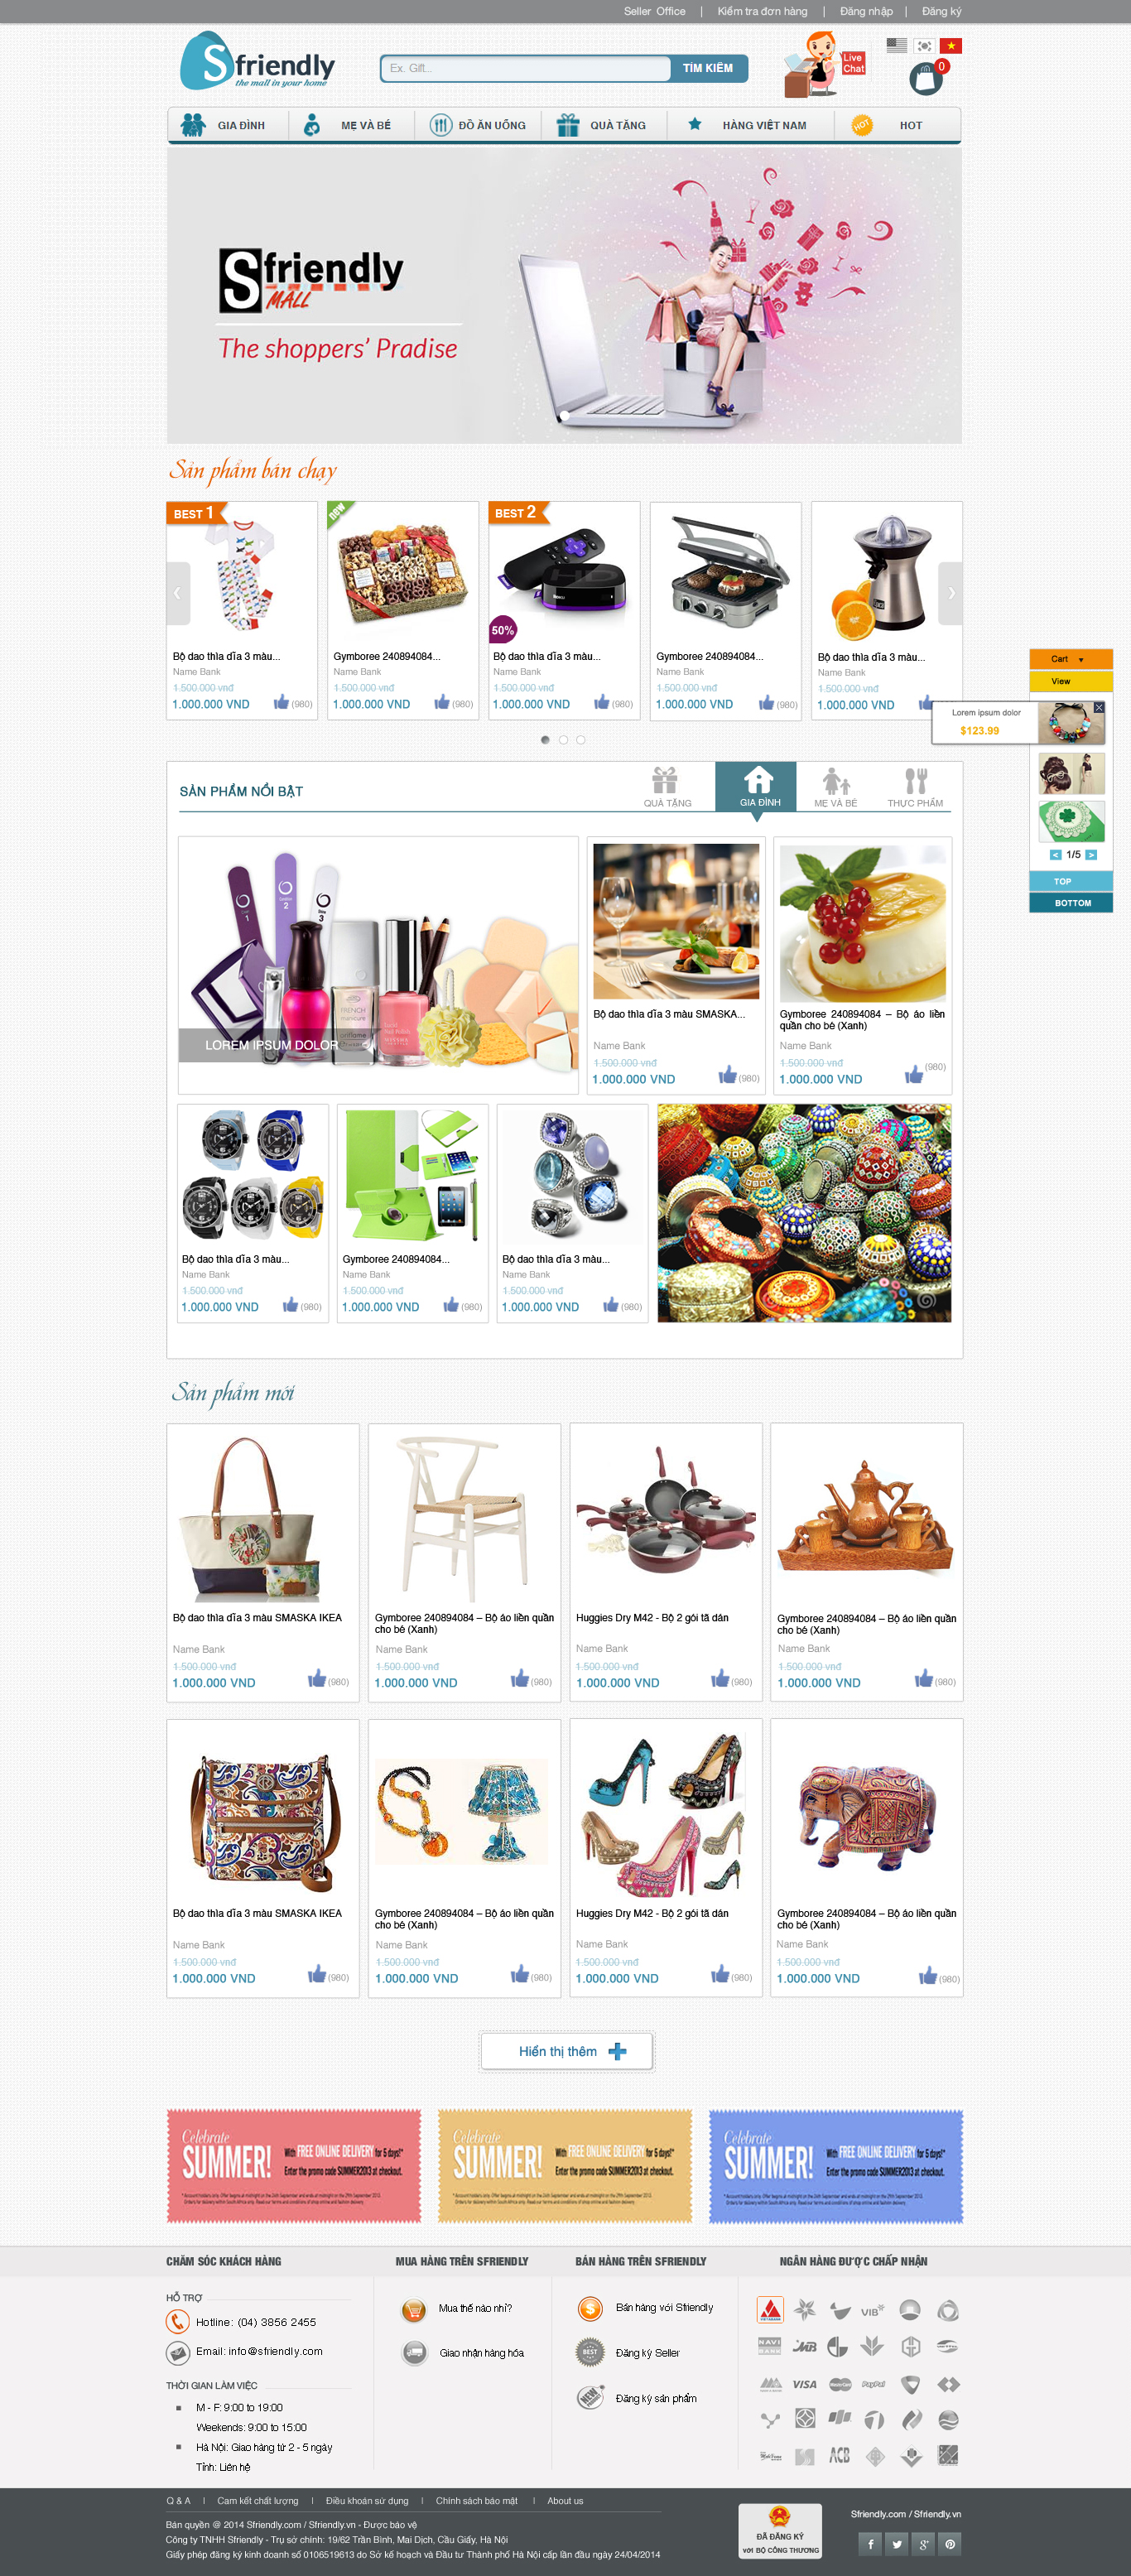 Seller Office | Kiểm tra đơn hàng | Đăng nhập | Đăng ký
Sfriendly
the mall in your home
Ex. Gift...
TÌM KIẾM
Live Chat
0
GIA ĐÌNH
MẸ VÀ BÉ
ĐỒ ĂN UỐNG
QUÀ TẶNG
HÀNG VIỆT NAM
HOT
HOT
Sfriendly
MALL
The shoppers' Pradise
Sản phẩm bán chạy
BEST 1
new
BEST 2
50%
Bộ dao thìa dĩa 3 màu...
Name Bank
1.500.000 vnđ
1.000.000 VND
(980)
Gymboree 240894084...
Name Bank
1.500.000 vnđ
1.000.000 VND
(980)
Bộ dao thìa dĩa 3 màu...
Name Bank
1.500.000 vnđ
1.000.000 VND
(980)
Gymboree 240894084...
Name Bank
1.500.000 vnđ
1.000.000 VND
(980)
Bộ dao thìa dĩa 3 màu...
Name Bank
1.500.000 vnđ
1.000.000 VND
Cart
View
Lorem ipsum dolor
$123.99
1/5
TOP
BOTTOM
SẢN PHẨM NỔI BẬT
QUÀ TẶNG
GIA ĐÌNH
MẸ VÀ BÉ
THỰC PHẨM
1
2
3
LOREM IPSUM DOLOR
Bộ dao thìa dĩa 3 màu SMASKA...
Name Bank
1.500.000 vnđ
1.000.000 VND
(980)
Gymboree 240894084 – Bộ áo liền quần cho bé (Xanh)
Name Bank
1.500.000 vnđ
1.000.000 VND
(980)
Bộ dao thìa dĩa 3 màu...
Name Bank
1.500.000 vnđ
1.000.000 VND
(980)
Gymboree 240894084...
Name Bank
1.500.000 vnđ
1.000.000 VND
(980)
Bộ dao thìa dĩa 3 màu...
Name Bank
1.500.000 vnđ
1.000.000 VND
(980)
Sản phẩm mới
Bộ dao thìa dĩa 3 màu SMASKA IKEA
Name Bank
1.500.000 vnđ
1.000.000 VND
(980)
Gymboree 240894084 – Bộ áo liền quần
cho bé (Xanh)
Name Bank
1.500.000 vnđ
1.000.000 VND
(980)
Huggies Dry M42 - Bộ 2 gói tã dán
Name Bank
1.500.000 vnđ
1.000.000 VND
(980)
Gymboree 240894084 – Bộ áo liền quần
cho bé (Xanh)
Name Bank
1.500.000 vnđ
1.000.000 VND
(980)
Bộ dao thìa dĩa 3 màu SMASKA IKEA
Name Bank
1.500.000 vnđ
1.000.000 VND
(980)
Gymboree 240894084 – Bộ áo liền quần
cho bé (Xanh)
Name Bank
1.500.000 vnđ
1.000.000 VND
(980)
Huggies Dry M42 - Bộ 2 gói tã dán
Name Bank
1.500.000 vnđ
1.000.000 VND
(980)
Gymboree 240894084 – Bộ áo liền quần
cho bé (Xanh)
Name Bank
1.500.000 vnđ
1.000.000 VND
(980)
Hiển thị thêm
Celebrate
SUMMER!
With FREE ONLINE DELIVERY for 5 days!*
Enter the promo code SUMMER2013 at checkout.
Celebrate
SUMMER!
With FREE ONLINE DELIVERY for 5 days!*
Enter the promo code SUMMER2013 at checkout.
Celebrate
SUMMER!
With FREE ONLINE DELIVERY for 5 days!*
Enter the promo code SUMMER2013 at checkout.
CHĂM SÓC KHÁCH HÀNG
MUA HÀNG TRÊN SFRIENDLY
BÁN HÀNG TRÊN SFRIENDLY
NGÂN HÀNG ĐƯỢC CHẤP NHẬN
HỖ TRỢ
Hotline: (04) 3856 2455
Email: info@sfriendly.com
THỜI GIAN LÀM VIỆC
M - F: 9:00 to 19:00
Weekends: 9:00 to 15:00
Hà Nội: Giao hàng từ 2 - 5 ngày
Tỉnh: Liên hệ
Mua thế nào nhỉ?
Giao nhận hàng hóa
Bán hàng với Sfriendly
BEST
Đăng ký Seller
NEW
Đăng ký sản phẩm
VIB
NAVI BANK
MB
VISA
MasterCard
PayPal
ACB
Q & A | Cam kết chất lượng | Điều khoản sử dụng | Chính sách bảo mật | About us
Bản quyền @ 2014 Sfriendly.com / Sfriendly.vn - Được bảo vệ
Công ty TNHH Sfriendly - Trụ sở chính: 19/62 Trần Bình, Mai Dịch, Cầu Giấy, Hà Nội
Giấy phép đăng ký kinh doanh số 0106519613 do Sở kế hoạch và Đầu tư Thành phố Hà Nội cấp lần đầu ngày 24/04/2014
ĐÃ ĐĂNG KÝ
với BỘ CÔNG THƯƠNG
Sfriendly.com / Sfriendly.vn